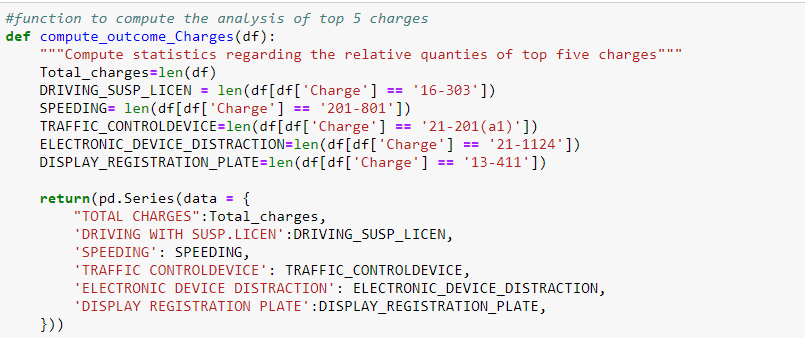 #function to compute the analysis of top 5 charges
def compute_outcome_Charges(df):
    """Compute statistics regarding the relative quanties of top five charges"""
    Total_charges=len(df)
    DRIVING_SUSP_LICEN = len(df[df['Charge'] == '16-303'])
    SPEEDING= len(df[df['Charge'] == '201-801'])
    TRAFFIC_CONTROLDEVICE=len(df[df['Charge'] == '21-201(a1)'])
    ELECTRONIC_DEVICE_DISTRACTION=len(df[df['Charge'] == '21-1124'])
    DISPLAY_REGISTRATION_PLATE=len(df[df['Charge'] == '13-411'])
    return(pd.Series(data = {
        "TOTAL CHARGES":Total_charges,
        'DRIVING WITH SUSP.LICEN':DRIVING_SUSP_LICEN,
        'SPEEDING': SPEEDING,
        'TRAFFIC CONTROLDEVICE': TRAFFIC_CONTROLDEVICE,
        'ELECTRONIC DEVICE DISTRACTION': ELECTRONIC_DEVICE_DISTRACTION,
        'DISPLAY REGISTRATION PLATE':DISPLAY_REGISTRATION_PLATE,
    }))